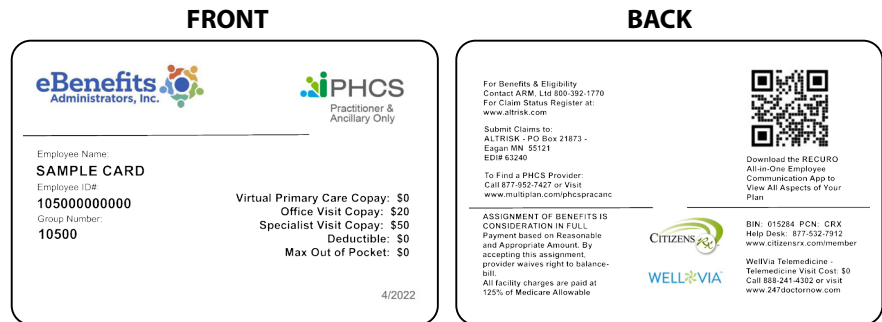 FRONT
eBenefits
Administrators, Inc.
PHCS
Practitioner &
Ancillary Only
Employee Name:
SAMPLE CARD
Employee ID#:
105000000000
Group Number:
10500
Virtual Primary Care Copay: $0
Office Visit Copay: $20
Specialist Visit Copay: $50
Deductible: $0
Max Out of Pocket: $0
4/2022
BACK
For Benefits & Eligibility
Contact ARM, Ltd 800-392-1770
For Claim Status Register at:
www.altrisk.com
Submit Claims to:
ALTRISK - PO Box 21873 -
Eagan MN 55121
EDI# 63240
To Find a PHCS Provider:
Call 877-952-7427 or Visit
www.multiplan.com/phcspracanc
Download the RECURO
All-in-One Employee
Communication App to
View All Aspects of Your
Plan
ASSIGNMENT OF BENEFITS IS
CONSIDERATION IN FULL
Payment based on Reasonable
and Appropriate Amount. By
accepting this assignment,
provider waives right to balance-
bill.
All facility charges are paid at
125% of Medicare Allowable
CITIZENS Rx
WELLVIA
BIN: 015284 PCN: CRX
Help Desk: 877-532-7912
www.citizensrx.com/member
WellVia Telemedicine -
Telemedicine Visit Cost: $0
Call 888-241-4302 or visit
www.247doctornow.com